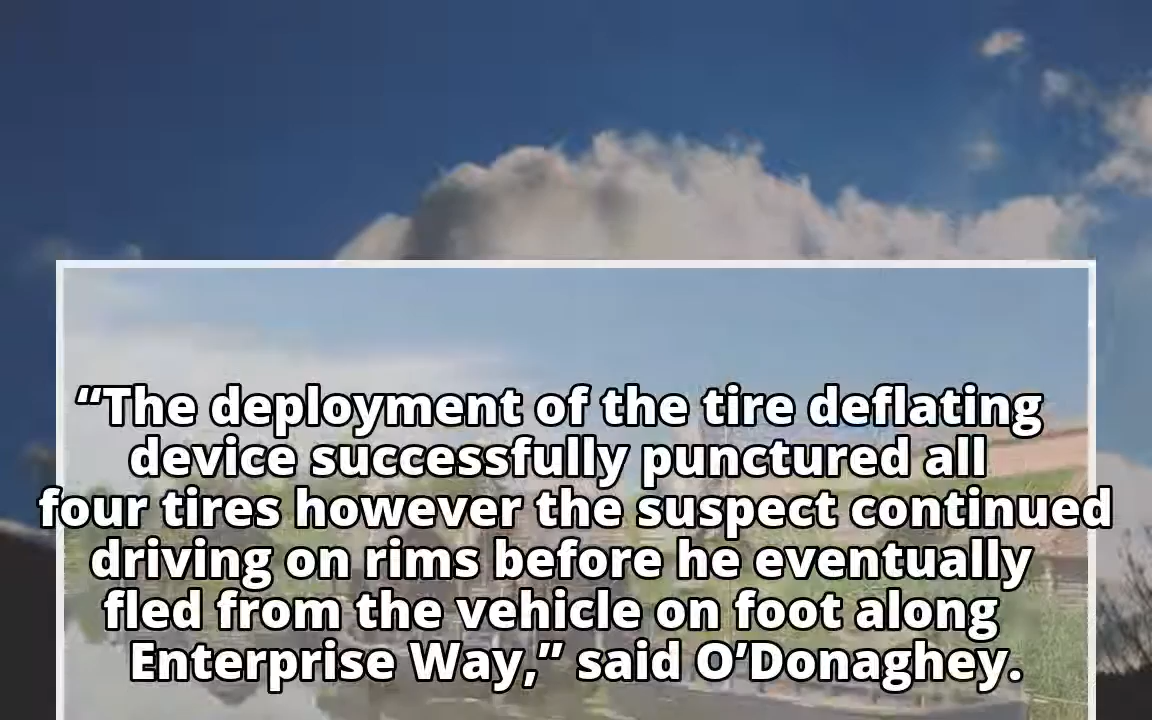 “The deployment of the tire deflating
device successfully punctured all
four tires however the suspect continued
driving on rims before he eventually
fled from the vehicle on foot along
Enterprise Way,” said O’Donaghey.